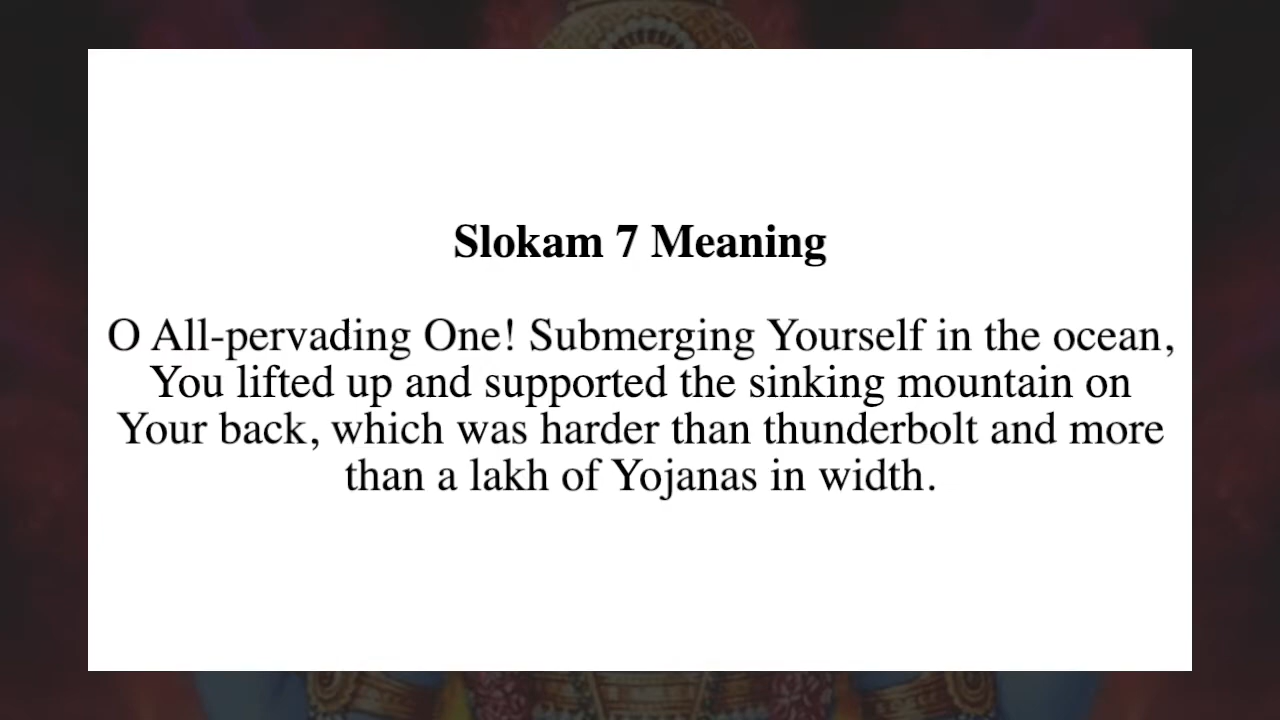 Slokam 7 Meaning
O All-pervading One! Submerging Yourself in the ocean,
You lifted up and supported the sinking mountain on
Your back, which was harder than thunderbolt and more
than a lakh of Yojanas in width.